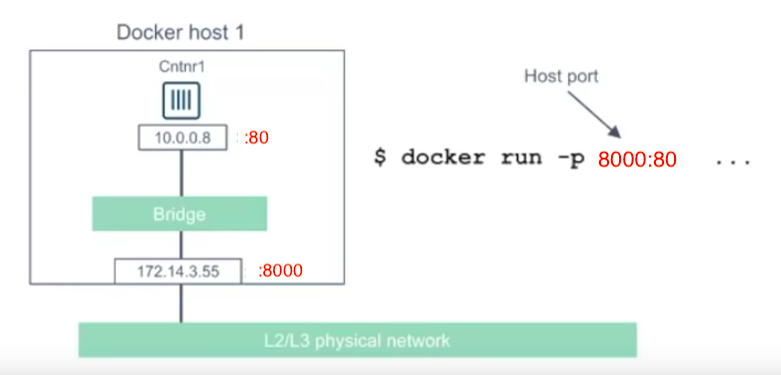 Docker host 1
Cntnr1
10.0.0.8 :80
Bridge
172.14.3.55 :8000
L2/L3 physical network
Host port
$ docker run -p 8000:80 ...